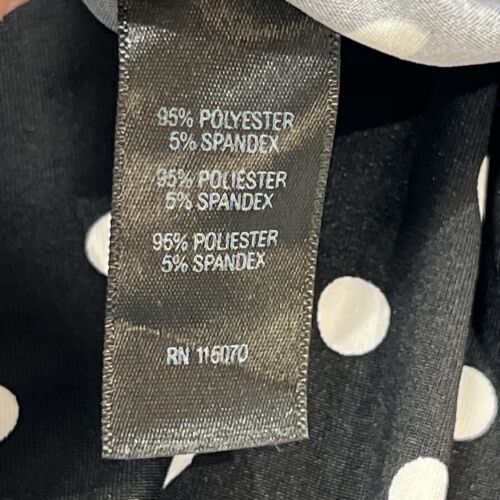 95% POLYESTER
5% SPANDEX
95% POLIESTER
5% SPANDEX
95% POLIESTER
5% SPANDEX
RN 116070